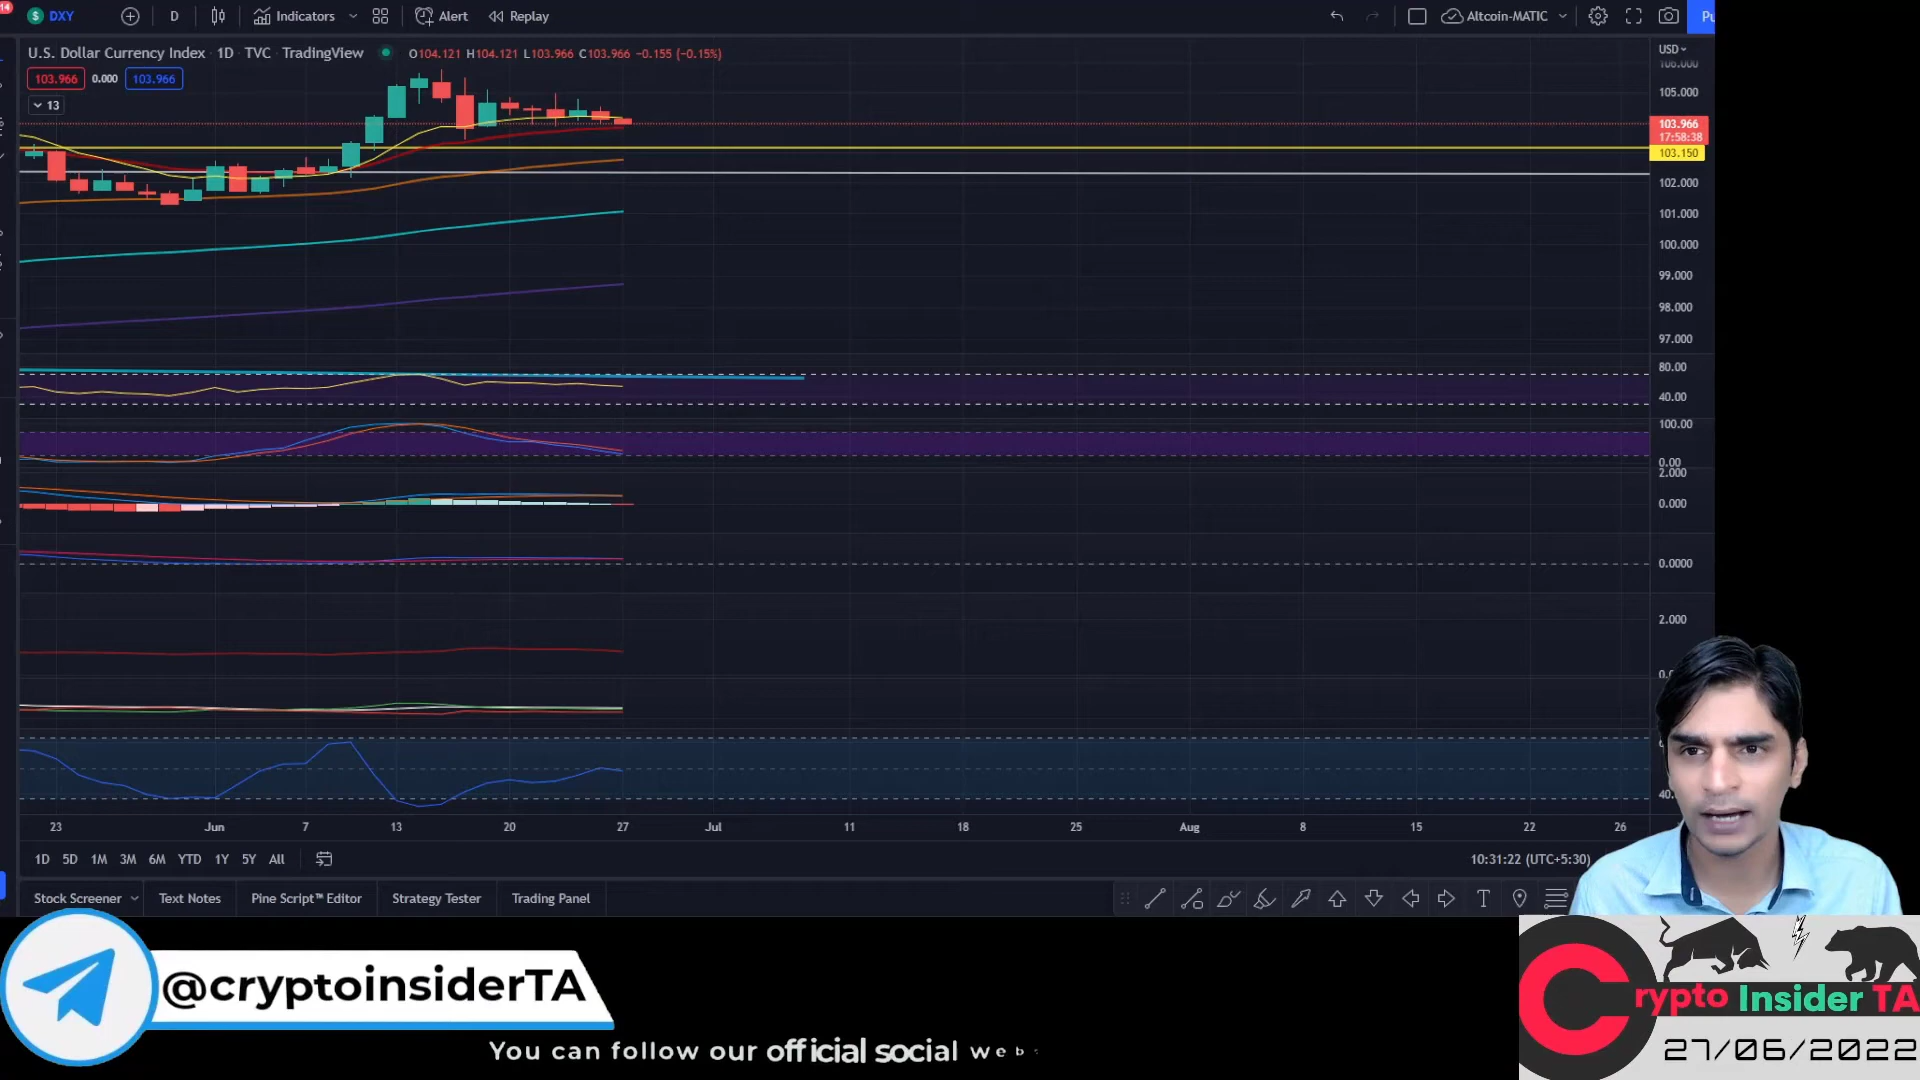 14
DXY
D
Indicators
Alert
Replay
Altcoin-MATIC
Pu
U.S. Dollar Currency Index · 1D · TVC · TradingView
O104.121 H104.121 L103.966 C103.966 −0.155 (−0.15%)
103.966 0.000 103.966
13
USD
106.000
105.000
103.966
17:58:38
103.150
102.000
101.000
100.000
99.000
98.000
97.000
80.00
40.00
100.00
0.00
2.000
0.000
0.0000
2.000
23 Jun 7 13 20 27 Jul 11 18 25 Aug 8 15 22 26
1D 5D 1M 3M 6M YTD 1Y 5Y All
10:31:22 (UTC+5:30)
Stock Screener Text Notes Pine Script™ Editor Strategy Tester Trading Panel
@cryptoinsiderTA
You can follow our official social web
Crypto Insider TA
27/06/2022